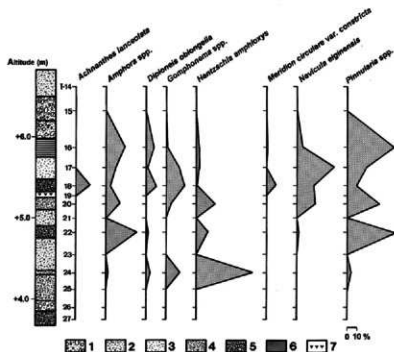 Achnanthes lanceolata
Amphora spp.
Diploneis oblongella
Gomphonema spp.
Hantzschia amphioxys
Meridion circulare var. constricta
Navicula elginensis
Pinnularia spp.
Altitude (m)
1-14
15
16
17
18
19
20
21
22
23
24
25
26
27
+6.0
+5.0
+4.0
0 10 %
1 2 3 4 5 6 7